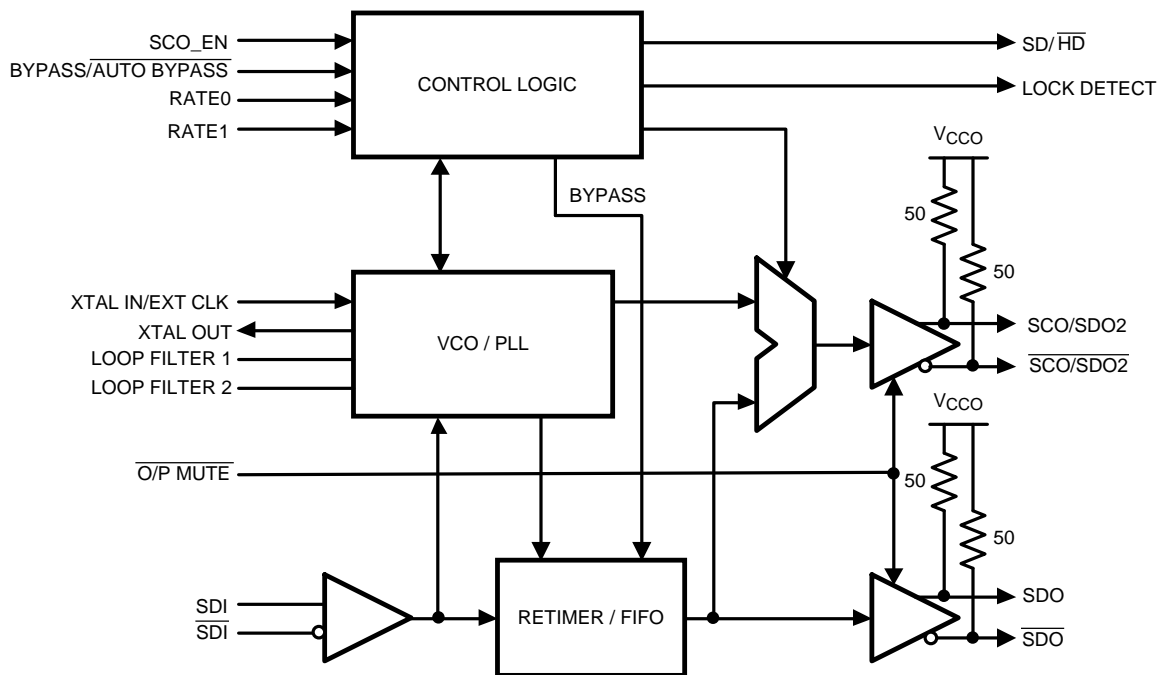 SCO_EN
BYPASS/AUTO BYPASS
RATE0
RATE1
CONTROL LOGIC
SD/HD
LOCK DETECT
BYPASS
VCCO
50
50
XTAL IN/EXT CLK
XTAL OUT
LOOP FILTER 1
LOOP FILTER 2
VCO / PLL
SCO/SDO2
SCO/SDO2
VCCO
O/P MUTE
50
50
SDI
SDI
RETIMER / FIFO
SDO
SDO